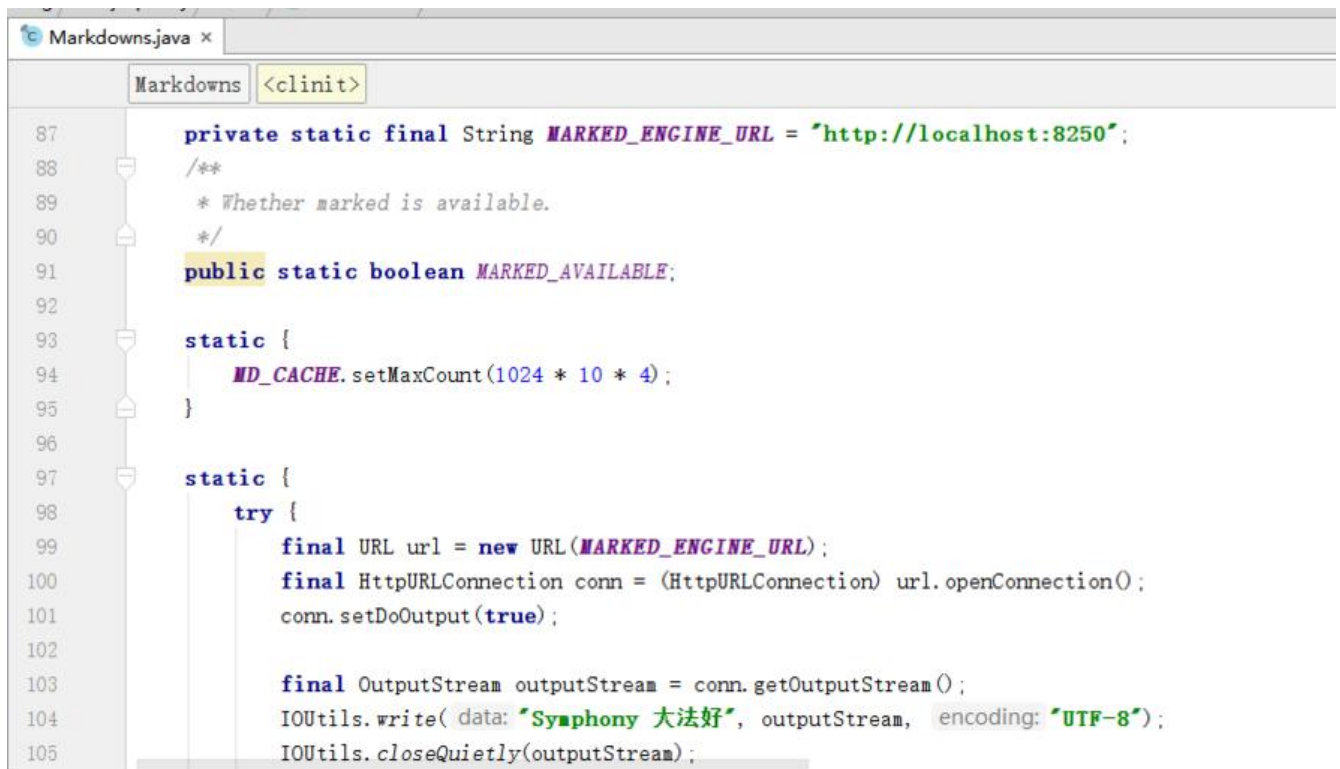 Markdowns.java ×
Markdowns <clinit>
87 private static final String MARKED_ENGINE_URL = "http://localhost:8250";
88 /**
89 * Whether marked is available.
90 */
91 public static boolean MARKED_AVAILABLE;
92
93 static {
94 MD_CACHE.setMaxCount(1024 * 10 * 4);
95 }
96
97 static {
98 try {
99 final URL url = new URL(MARKED_ENGINE_URL);
100 final HttpURLConnection conn = (HttpURLConnection) url.openConnection();
101 conn.setDoOutput(true);
102
103 final OutputStream outputStream = conn.getOutputStream();
104 IOUtils.write( data: "Symphony 大法好", outputStream, encoding: "UTF-8");
105 IOUtils.closeQuietly(outputStream);